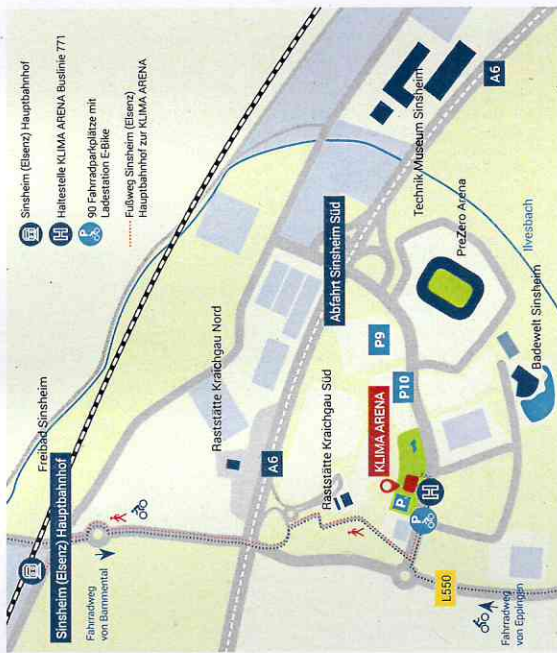 Sinsheim (Elsenz) Hauptbahnhof
Haltestelle KLIMA ARENA Buslinie 771
90 Fahrradparkplätze mit
Ladestation E-Bike
Fußweg Sinsheim (Elsenz)
Hauptbahnhof zur KLIMA ARENA
Freibad Sinsheim
Sinsheim (Elsenz) Hauptbahnhof
Fahrradweg
von Bammental
Raststätte Kraichgau Nord
A6
Abfahrt Sinsheim Süd
Technik Museum Sinsheim
A6
Raststätte Kraichgau Süd
KLIMA ARENA
P9
P10
P
H
P
PreZero Arena
Ilvesbach
Badewelt Sinsheim
L550
Fahrradweg
von Eppingen
H
P